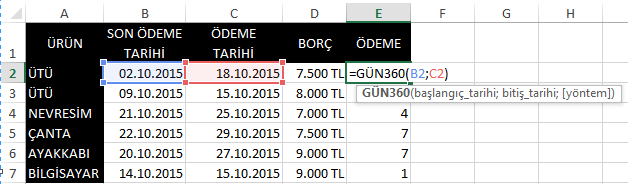 A B C D E F G H
1 ÜRÜN SON ÖDEME TARİHİ ÖDEME TARİHİ BORÇ ÖDEME
2 ÜTÜ 02.10.2015 18.10.2015 7.500 TL =GÜN360(B2;C2)
GÜN360(başlangıç_tarihi; bitiş_tarihi; [yöntem])
3 ÜTÜ 09.10.2015 15.10.2015 8.000 TL
4 NEVRESİM 21.10.2015 25.10.2015 7.000 TL 4
5 ÇANTA 22.10.2015 29.10.2015 7.500 TL 7
6 AYAKKABI 20.10.2015 27.10.2015 9.000 TL 7
7 BİLGİSAYAR 14.10.2015 15.10.2015 9.000 TL 1